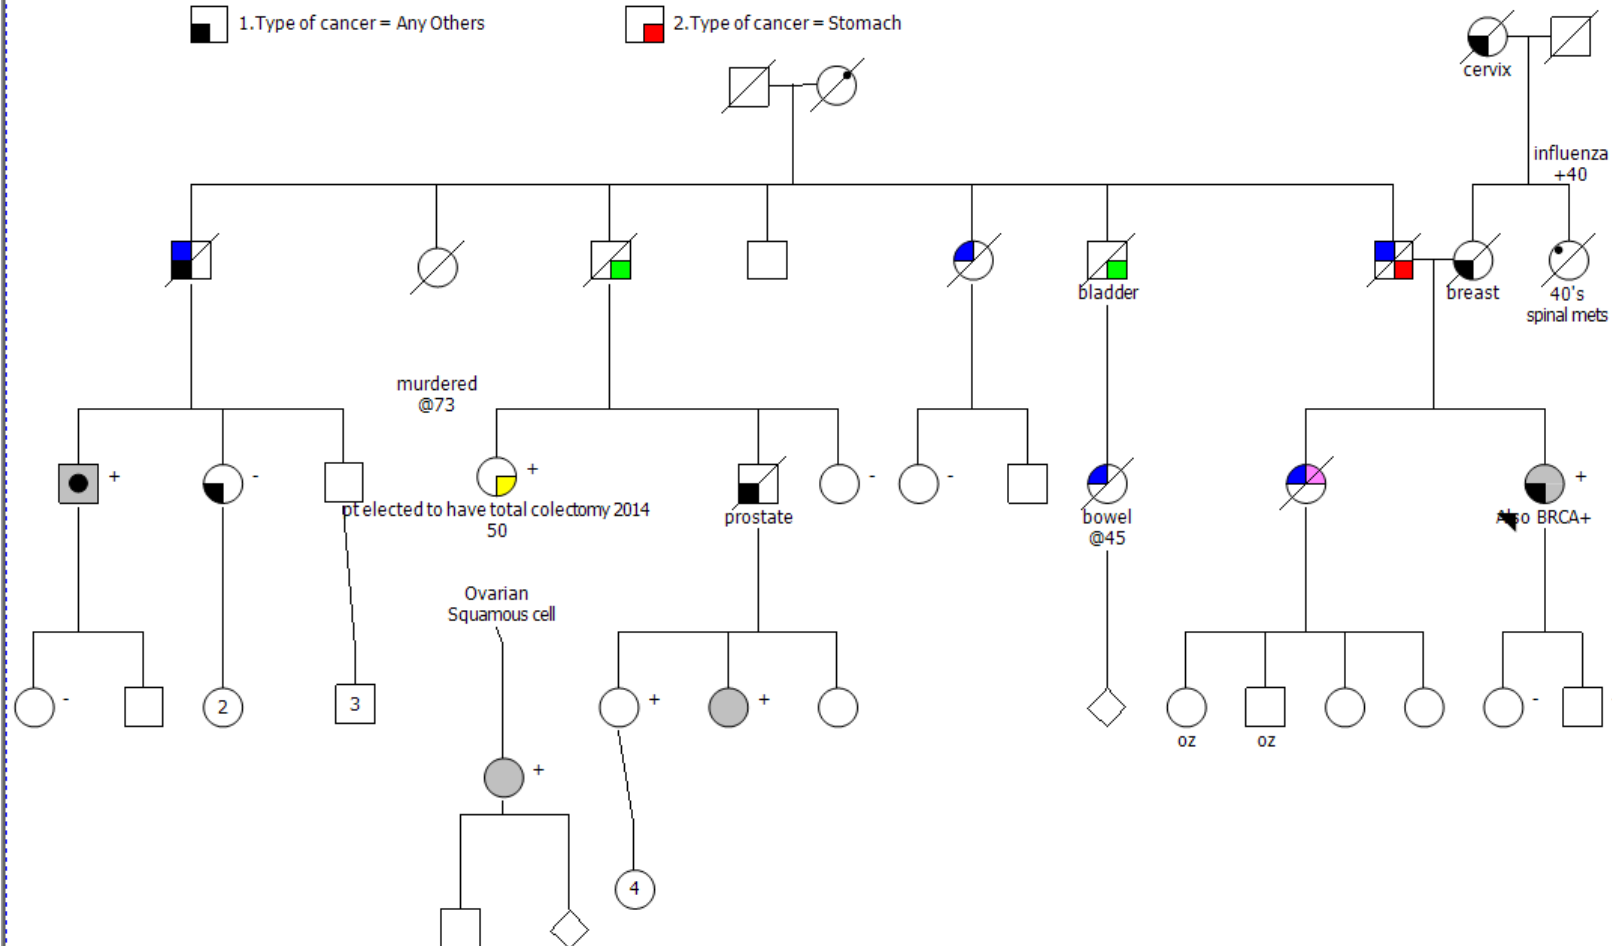 1.Type of cancer = Any Others
2.Type of cancer = Stomach
cervix
influenza
+40
bladder
breast
40's
spinal mets
murdered
@73
+
-
+
-
-
+
pt elected to have total colectomy 2014
50
prostate
bowel
@45
Also BRCA+
Ovarian
Squamous cell
-
2
3
+
+
-
oz
oz
+
4